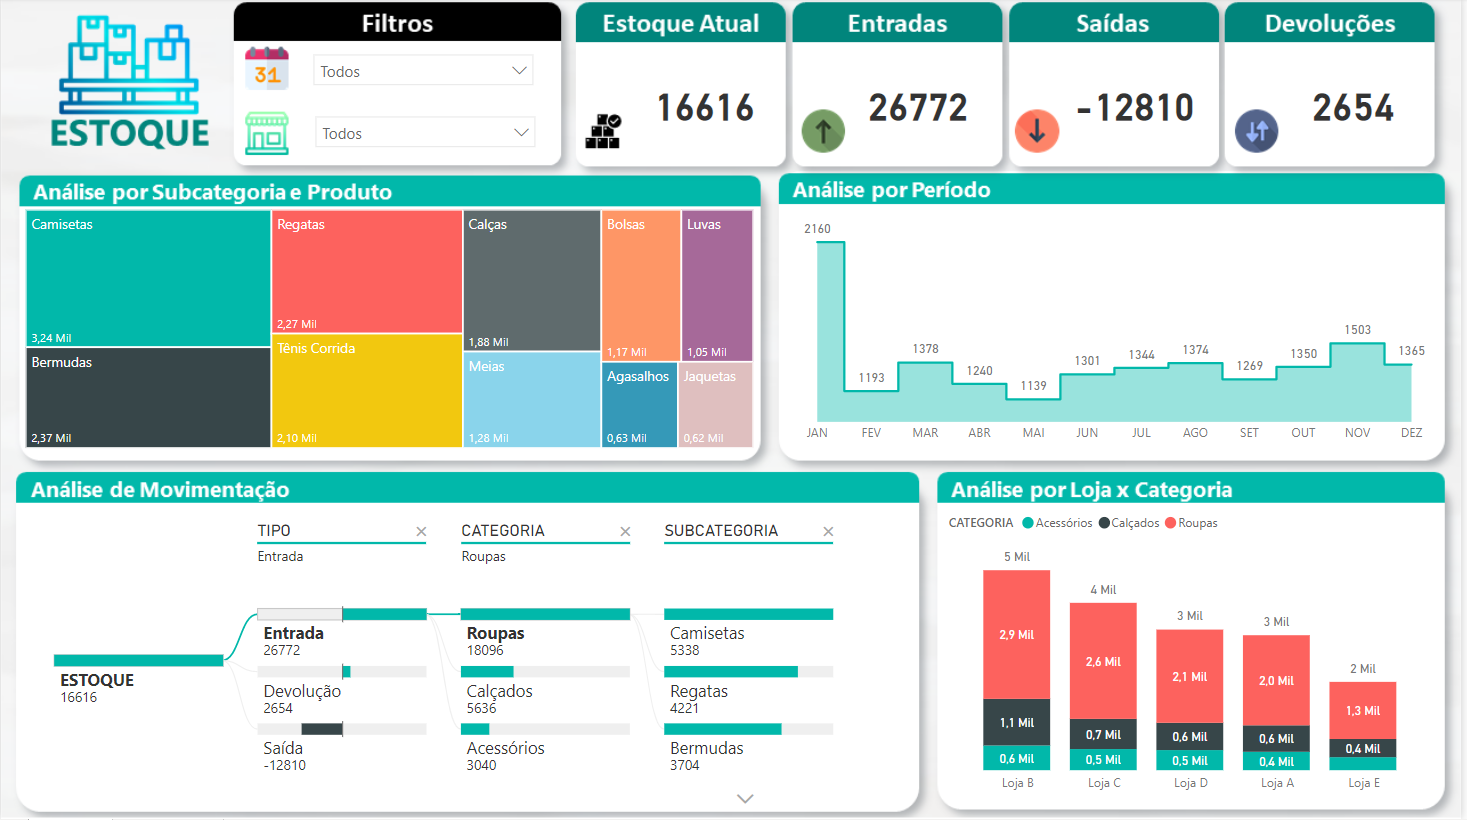 ESTOQUE
Filtros
31
Todos
Todos
Estoque Atual
16616
Entradas
26772
Saídas
-12810
Devoluções
2654
Análise por Subcategoria e Produto
Camisetas
3,24 Mil
Bermudas
2,37 Mil
Regatas
2,27 Mil
Tênis Corrida
2,10 Mil
Calças
1,88 Mil
Meias
1,28 Mil
Bolsas
1,17 Mil
Luvas
1,05 Mil
Agasalhos
0,63 Mil
Jaquetas
0,62 Mil
Análise por Período
2160
1193
1378
1240
1139
1301
1344
1374
1269
1350
1503
1365
JAN FEV MAR ABR MAI JUN JUL AGO SET OUT NOV DEZ
Análise de Movimentação
TIPO
Entrada
CATEGORIA
Roupas
SUBCATEGORIA
ESTOQUE
16616
Entrada
26772
Devolução
2654
Saída
-12810
Roupas
18096
Calçados
5636
Acessórios
3040
Camisetas
5338
Regatas
4221
Bermudas
3704
Análise por Loja x Categoria
CATEGORIA Acessórios Calçados Roupas
5 Mil
2,9 Mil
1,1 Mil
0,6 Mil
Loja B
4 Mil
2,6 Mil
0,7 Mil
0,5 Mil
Loja C
3 Mil
2,1 Mil
0,6 Mil
0,5 Mil
Loja D
3 Mil
2,0 Mil
0,6 Mil
0,4 Mil
Loja A
2 Mil
1,3 Mil
0,4 Mil
Loja E